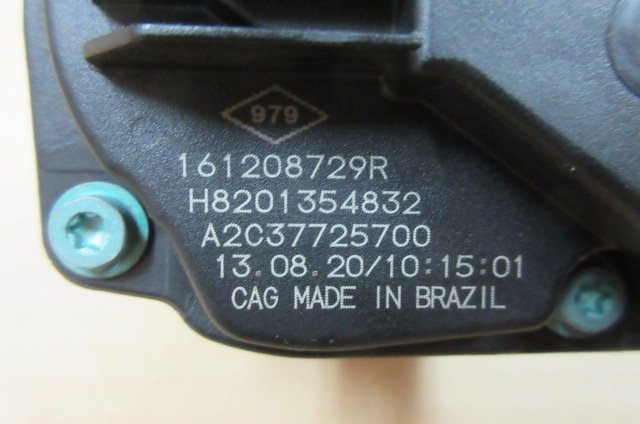 979
161208729R
H8201354832
A2C37725700
13.08.20/10:15:01
CAG MADE IN BRAZIL